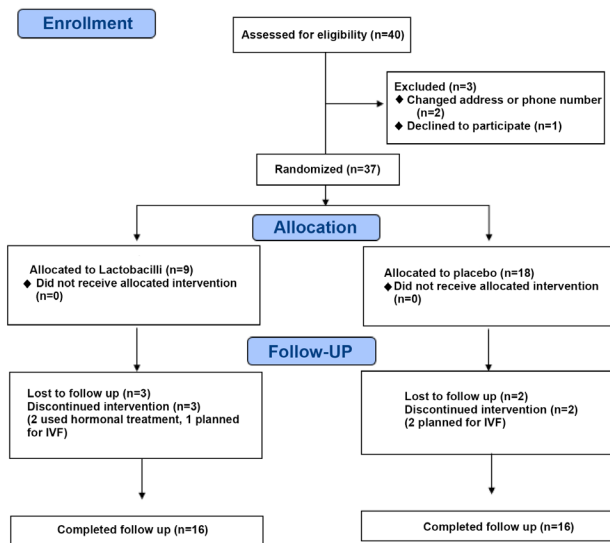 Enrollment
Assessed for eligibility (n=40)
Excluded (n=3)
◆ Changed address or phone number
(n=2)
◆ Declined to participate (n=1)
Randomized (n=37)
Allocation
Allocated to Lactobacilli (n=9)
◆ Did not receive allocated intervention
(n=0)
Allocated to placebo (n=18)
◆ Did not receive allocated intervention
(n=0)
Follow-UP
Lost to follow up (n=3)
Discontinued intervention (n=3)
(2 used hormonal treatment, 1 planned
for IVF)
Lost to follow up (n=2)
Discontinued intervention (n=2)
(2 planned for IVF)
Completed follow up (n=16)
Completed follow up (n=16)